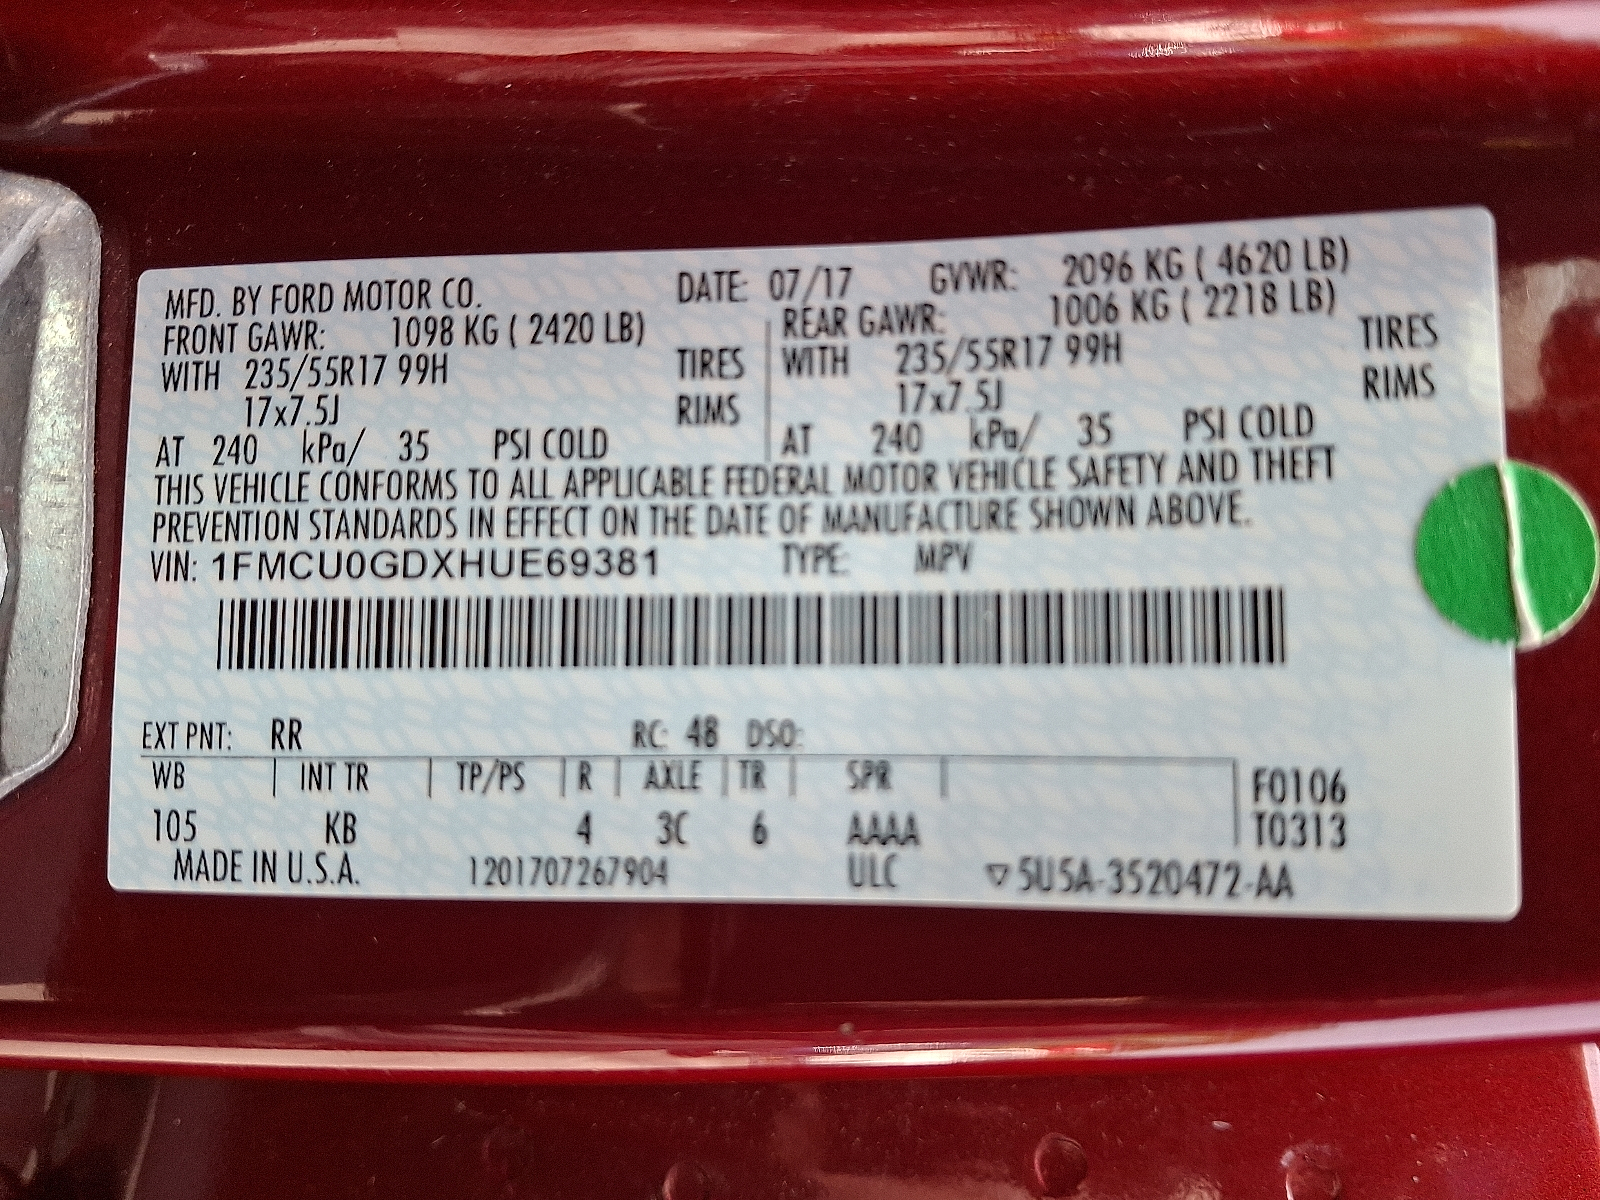 MFD. BY FORD MOTOR CO. DATE: 07/17 GVWR: 2096 KG ( 4620 LB)
FRONT GAWR: 1098 KG ( 2420 LB) REAR GAWR: 1006 KG ( 2218 LB)
WITH 235/55R17 99H TIRES WITH 235/55R17 99H TIRES
17x7.5J RIMS 17x7.5J RIMS
AT 240 kPa/ 35 PSI COLD AT 240 kPa/ 35 PSI COLD
THIS VEHICLE CONFORMS TO ALL APPLICABLE FEDERAL MOTOR VEHICLE SAFETY AND THEFT
PREVENTION STANDARDS IN EFFECT ON THE DATE OF MANUFACTURE SHOWN ABOVE.
VIN: 1FMCU0GDXHUE69381 TYPE: MPV
EXT PNT: RR RC: 48 DSO:
WB INT TR TP/PS R AXLE TR SPR F0106
105 KB 4 3C 6 AAAA T0313
MADE IN U.S.A. 1201707267904 ULC ▽5U5A-3520472-AA